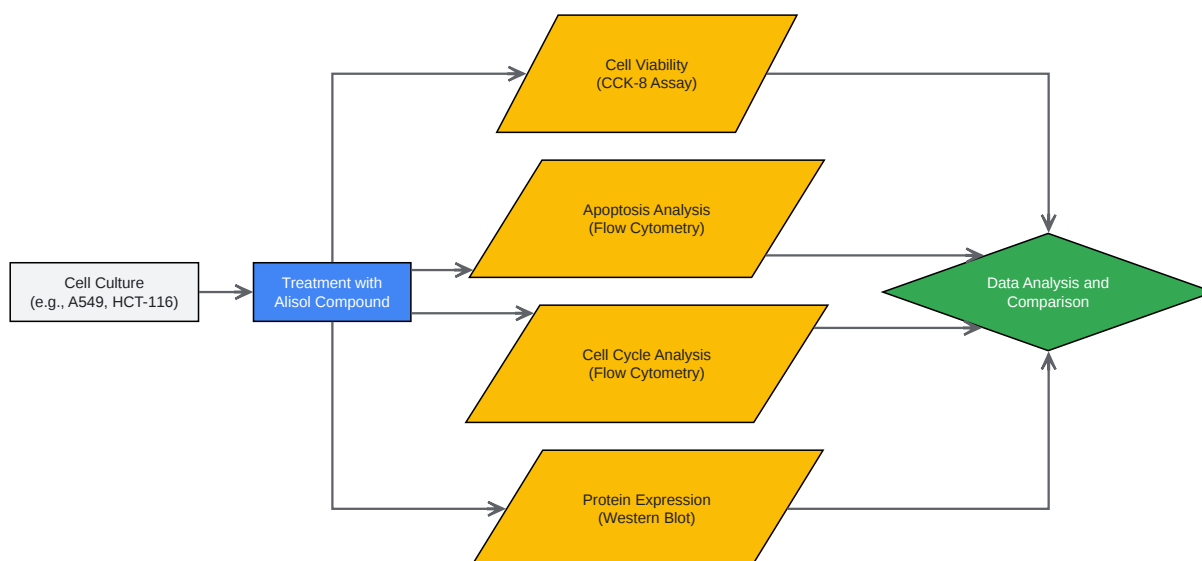 Cell Culture
(e.g., A549, HCT-116)
Treatment with
Alisol Compound
Cell Viability
(CCK-8 Assay)
Apoptosis Analysis
(Flow Cytometry)
Cell Cycle Analysis
(Flow Cytometry)
Protein Expression
(Western Blot)
Data Analysis and
Comparison